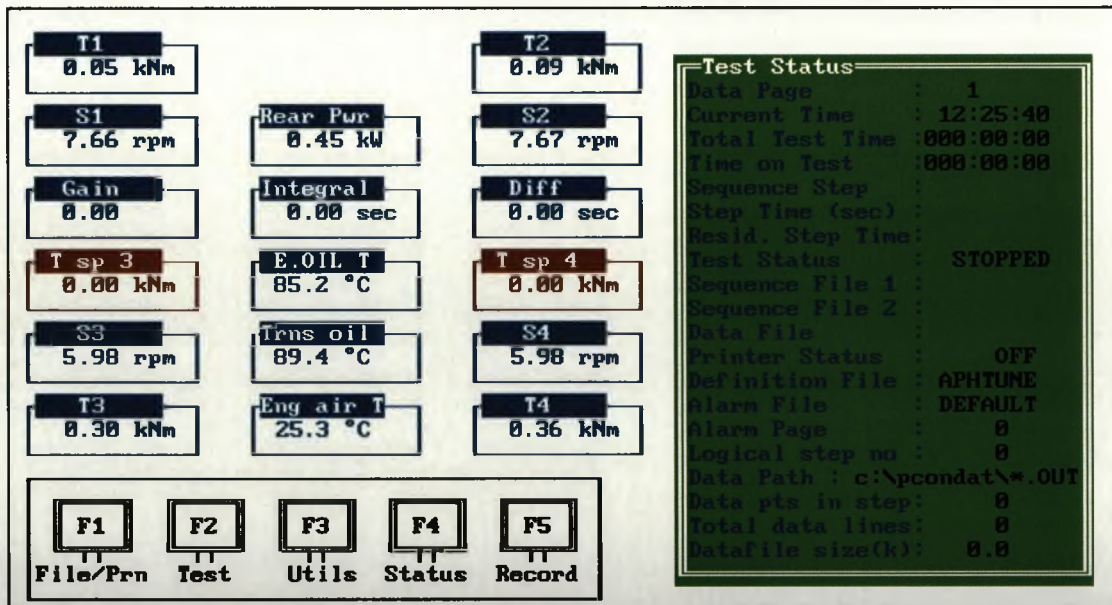 T1
0.05 kNm
T2
0.09 kNm
S1
7.66 rpm
Rear Pwr
0.45 kW
S2
7.67 rpm
Gain
0.00
Integral
0.00 sec
Diff
0.00 sec
T sp 3
0.00 kNm
E.OIL T
85.2 °C
T sp 4
0.00 kNm
S3
5.98 rpm
Trns oil
89.4 °C
S4
5.98 rpm
T3
0.30 kNm
Eng air T
25.3 °C
T4
0.36 kNm
F1
File/Prn
F2
Test
F3
Utils
F4
Status
F5
Record
Test Status
Data Page : 1
Current Time : 12:25:40
Total Test Time :000:00:00
Time on Test :000:00:00
Sequence Step :
Step Time (sec) :
Resid. Step Time:
Test Status : STOPPED
Sequence File 1 :
Sequence File 2 :
Data File :
Printer Status : OFF
Definition File : APHTUNE
Alarm File : DEFAULT
Alarm Page : 0
Logical step no : 0
Data Path : c:\pcondat\*.OUT
Data pts in step: 0
Total data lines: 0
Datafile size(k): 0.0